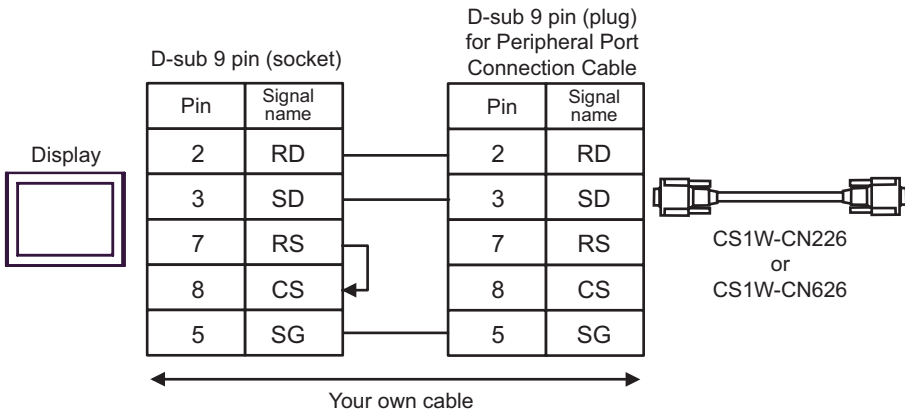 D-sub 9 pin (plug)
for Peripheral Port
Connection Cable
D-sub 9 pin (socket)
Display
Pin Signal name
2 RD
3 SD
7 RS
8 CS
5 SG
Pin Signal name
2 RD
3 SD
7 RS
8 CS
5 SG
CS1W-CN226
or
CS1W-CN626
Your own cable